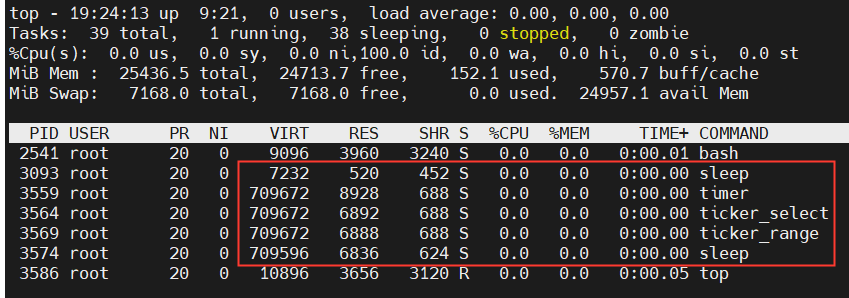 top - 19:24:13 up  9:21,  0 users,  load average: 0.00, 0.00, 0.00
Tasks:  39 total,   1 running,  38 sleeping,   0 stopped,   0 zombie
%Cpu(s):  0.0 us,  0.0 sy,  0.0 ni,100.0 id,  0.0 wa,  0.0 hi,  0.0 si,  0.0 st
MiB Mem :  25436.5 total,  24713.7 free,    152.1 used,    570.7 buff/cache
MiB Swap:   7168.0 total,   7168.0 free,      0.0 used.  24957.1 avail Mem
PID USER      PR  NI    VIRT    RES    SHR S  %CPU  %MEM     TIME+ COMMAND
2541 root      20   0    9096   3960   3240 S   0.0   0.0   0:00.01 bash
3093 root      20   0    7232    520    452 S   0.0   0.0   0:00.00 sleep
3559 root      20   0  709672   8928    688 S   0.0   0.0   0:00.00 timer
3564 root      20   0  709672   6892    688 S   0.0   0.0   0:00.00 ticker_select
3569 root      20   0  709672   6888    688 S   0.0   0.0   0:00.00 ticker_range
3574 root      20   0  709596   6836    624 S   0.0   0.0   0:00.00 sleep
3586 root      20   0   10896   3656   3120 R   0.0   0.0   0:00.05 top